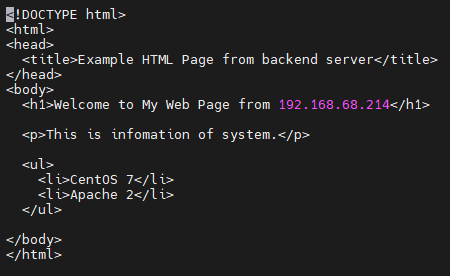 <!DOCTYPE html>
<html>
<head>
  <title>Example HTML Page from backend server</title>
</head>
<body>
  <h1>Welcome to My Web Page from 192.168.68.214</h1>

  <p>This is infomation of system.</p>

  <ul>
    <li>CentOS 7</li>
    <li>Apache 2</li>
  </ul>

</body>
</html>